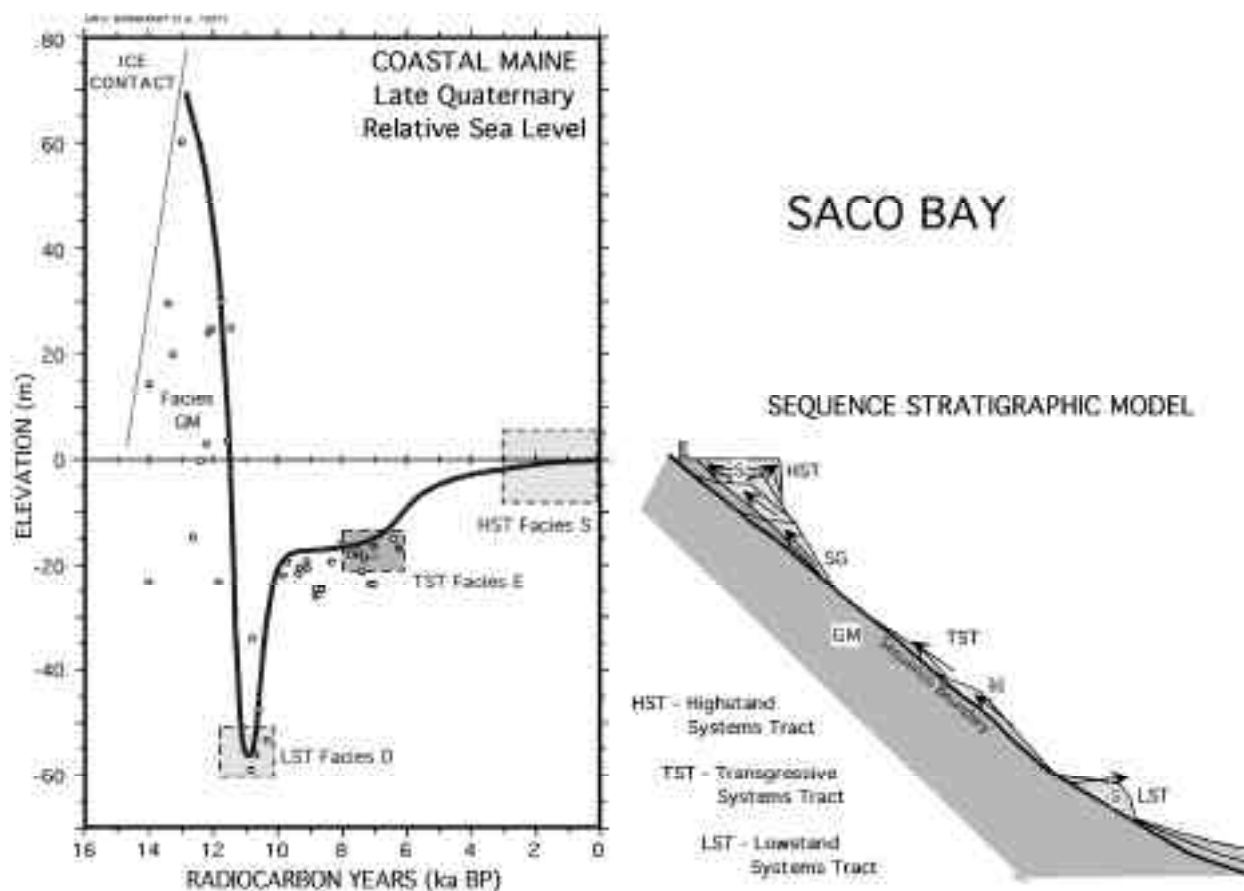 80
60
40
20
0
-20
-40
-60
ELEVATION (m)
ICE
CONTACT
COASTAL MAINE
Late Quaternary
Relative Sea Level
Facies
GM
HST Facies S
TST Facies E
LST Facies D
16 14 12 10 8 6 4 2 0
RADIOCARBON YEARS (ka BP)
SACO BAY
SEQUENCE STRATIGRAPHIC MODEL
S
HST
SG
GM
TST
Boundary
LST
HST - Highstand
Systems Tract
TST - Transgressive
Systems Tract
LST - Lowstand
Systems Tract